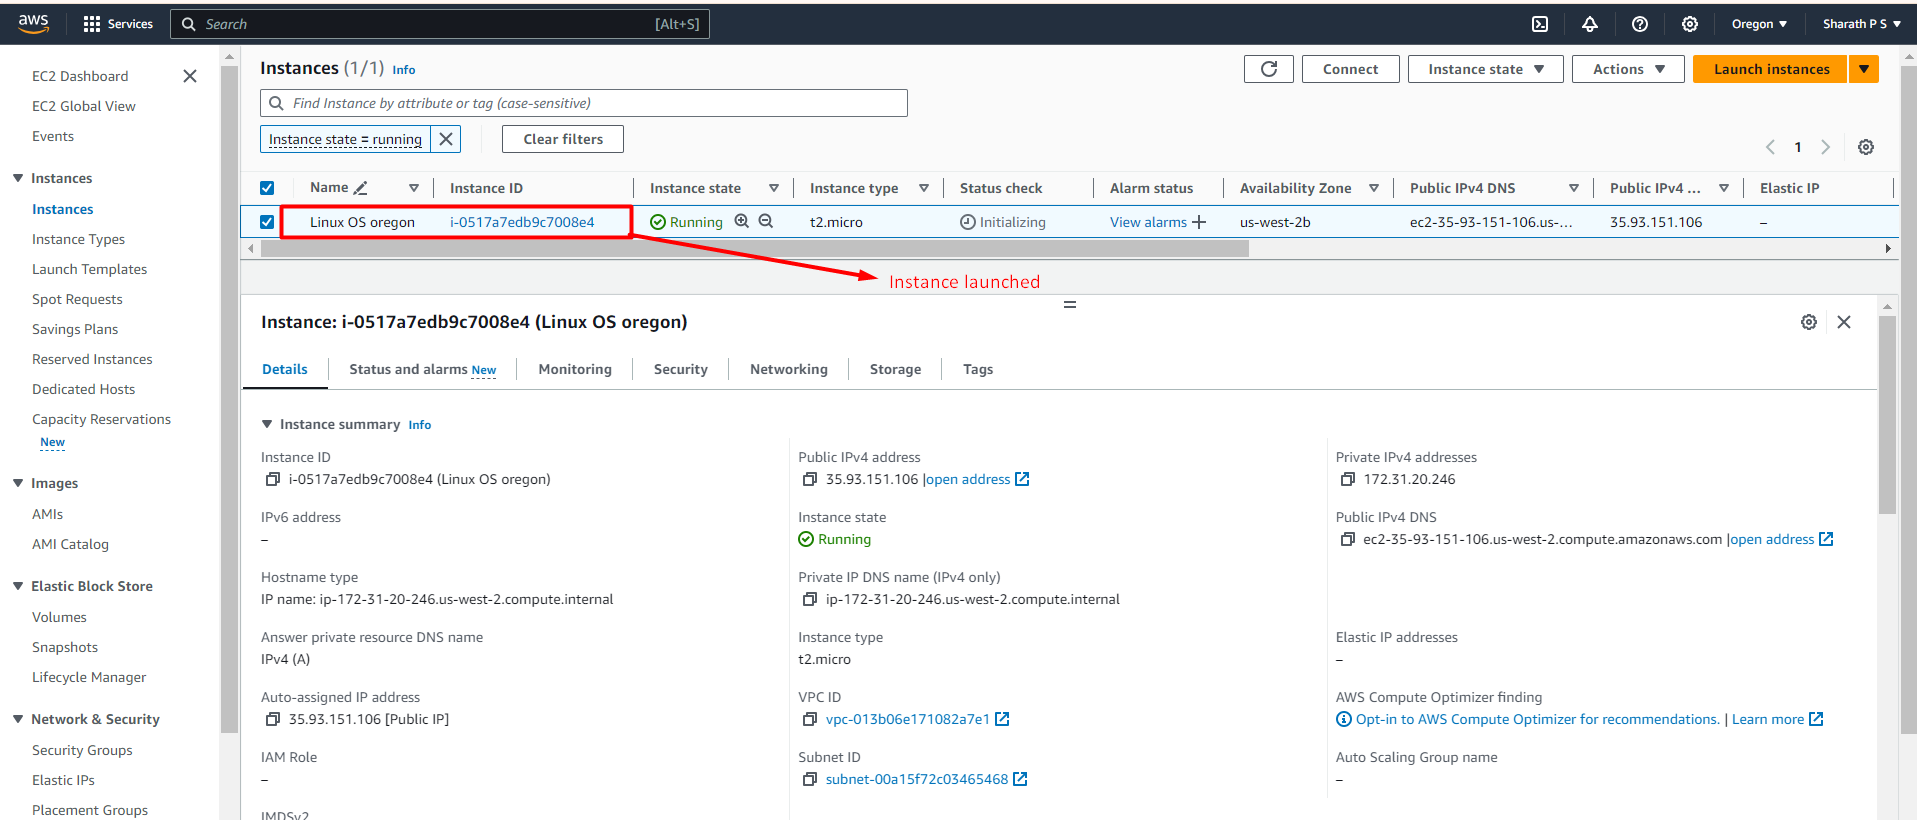 aws Services Search [Alt+S] Oregon Sharath P S
EC2 Dashboard
EC2 Global View
Events
Instances
Instances
Instance Types
Launch Templates
Spot Requests
Savings Plans
Reserved Instances
Dedicated Hosts
Capacity Reservations
New
Images
AMIs
AMI Catalog
Elastic Block Store
Volumes
Snapshots
Lifecycle Manager
Network & Security
Security Groups
Elastic IPs
Placement Groups
Instances (1/1) Info Connect Instance state Actions Launch instances
Find Instance by attribute or tag (case-sensitive)
Instance state = running Clear filters 1
Name Instance ID Instance state Instance type Status check Alarm status Availability Zone Public IPv4 DNS Public IPv4 ... Elastic IP
Linux OS oregon i-0517a7edb9c7008e4 Running t2.micro Initializing View alarms us-west-2b ec2-35-93-151-106.us-... 35.93.151.106 –
Instance launched
Instance: i-0517a7edb9c7008e4 (Linux OS oregon)
Details Status and alarms New Monitoring Security Networking Storage Tags
Instance summary Info
Instance ID
i-0517a7edb9c7008e4 (Linux OS oregon)
Public IPv4 address
35.93.151.106 |open address
Private IPv4 addresses
172.31.20.246
IPv6 address
–
Instance state
Running
Public IPv4 DNS
ec2-35-93-151-106.us-west-2.compute.amazonaws.com |open address
Hostname type
IP name: ip-172-31-20-246.us-west-2.compute.internal
Private IP DNS name (IPv4 only)
ip-172-31-20-246.us-west-2.compute.internal
Answer private resource DNS name
IPv4 (A)
Instance type
t2.micro
Elastic IP addresses
–
Auto-assigned IP address
35.93.151.106 [Public IP]
VPC ID
vpc-013b06e171082a7e1
AWS Compute Optimizer finding
Opt-in to AWS Compute Optimizer for recommendations. | Learn more
IAM Role
–
Subnet ID
subnet-00a15f72c03465468
Auto Scaling Group name
–
IMDSv2